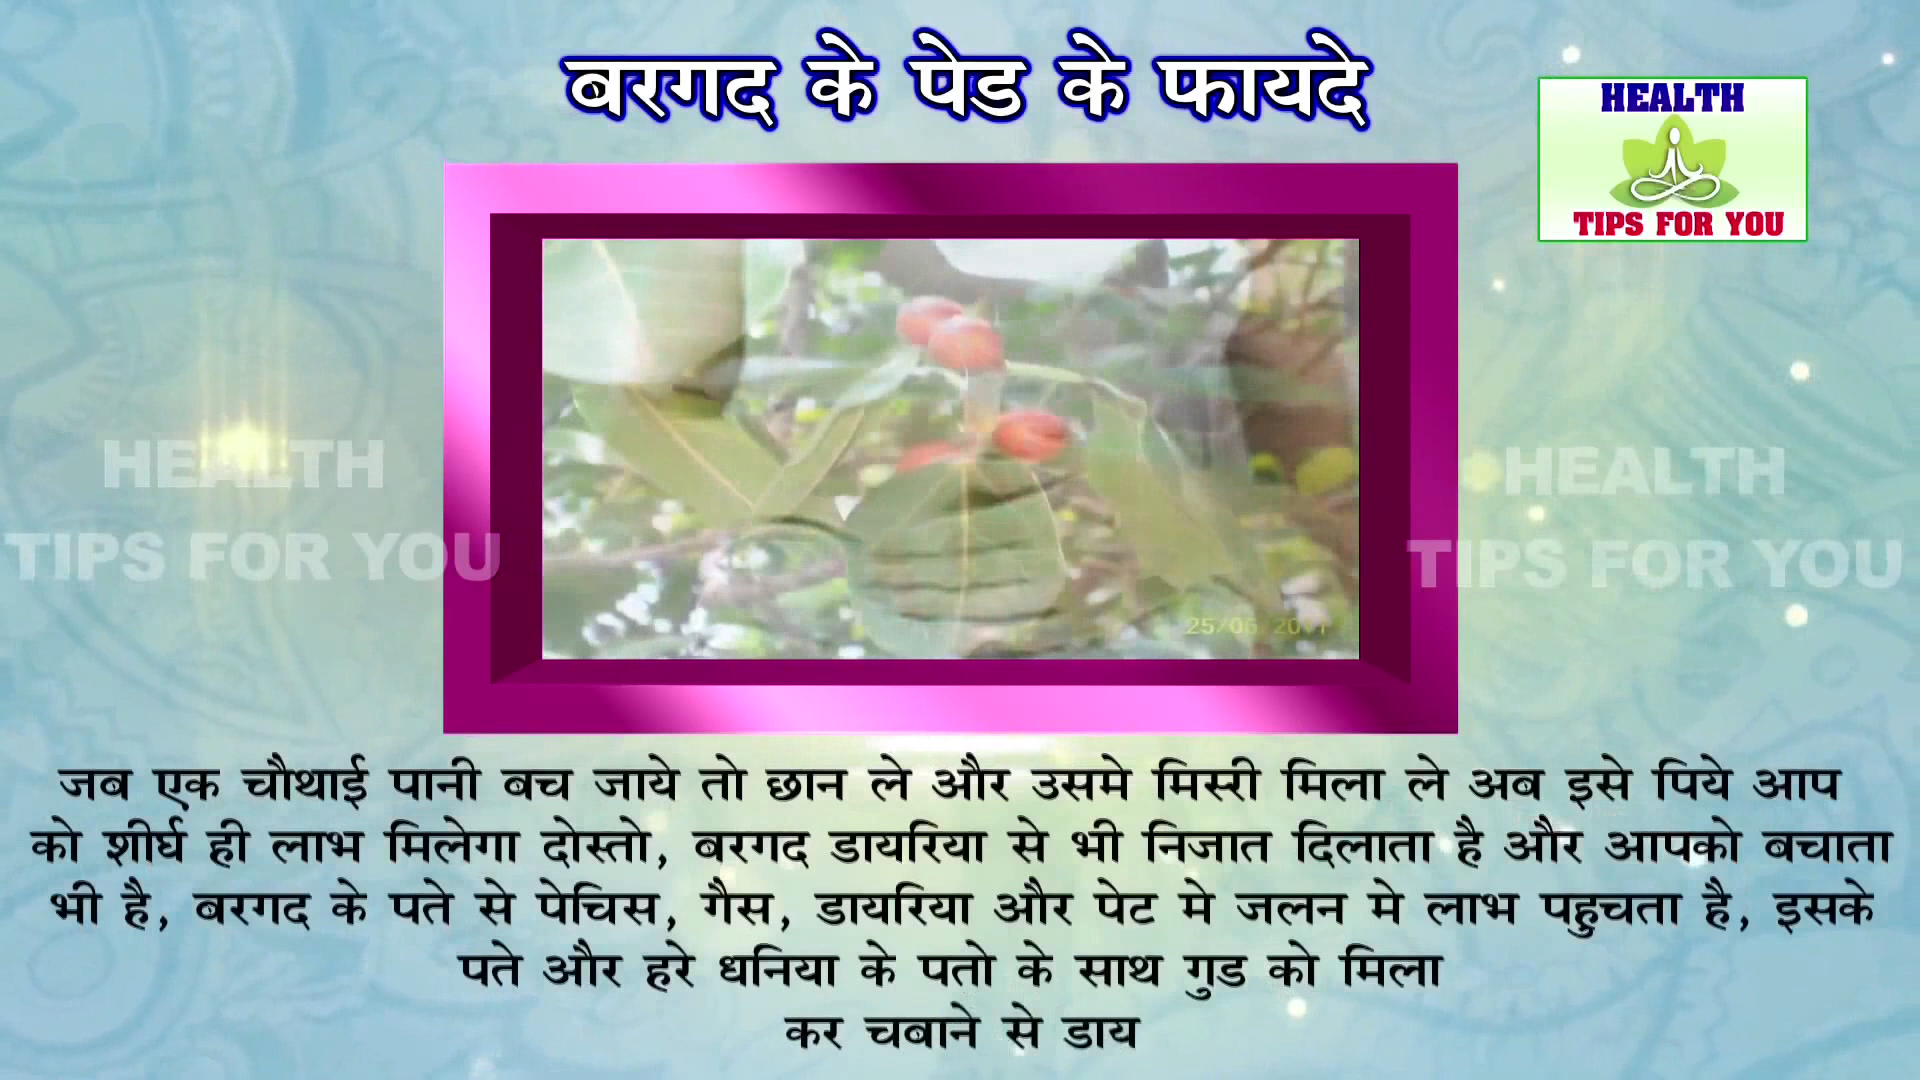 बरगद के पेड के फायदे
HEALTH
TIPS FOR YOU
HEALTH
TIPS FOR YOU
HEALTH
TIPS FOR YOU
जब एक चौथाई पानी बच जाये तो छान ले और उसमे मिस्री मिला ले अब इसे पिये आप
को शीर्घ ही लाभ मिलेगा दोस्तो, बरगद डायरिया से भी निजात दिलाता है और आपको बचाता
भी है, बरगद के पते से पेचिस, गैस, डायरिया और पेट मे जलन मे लाभ पहुचता है, इसके
पते और हरे धनिया के पतो के साथ गुड को मिला
कर चबाने से डाय